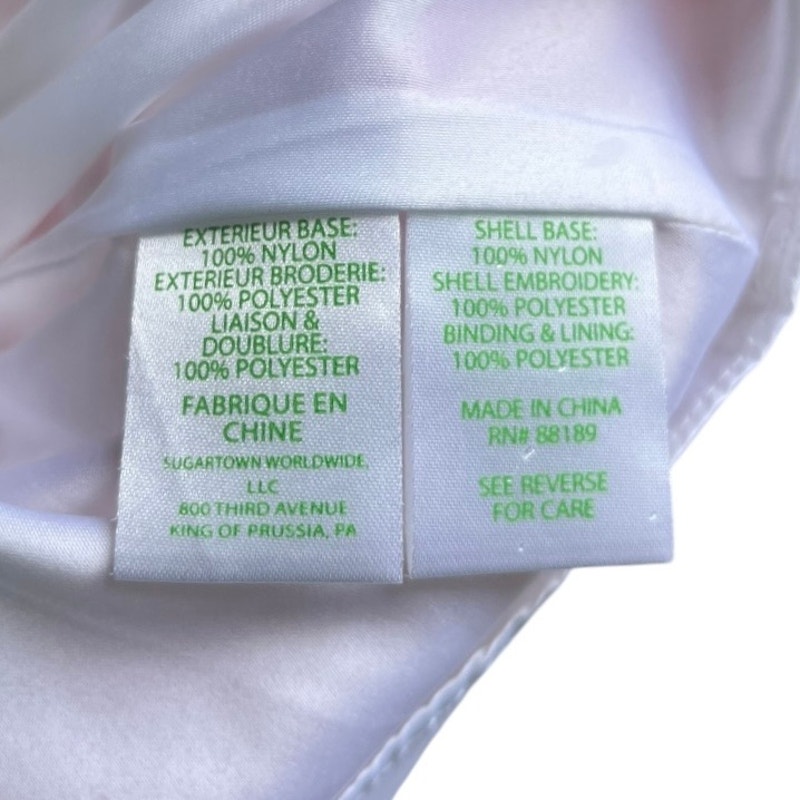 EXTERIEUR BASE:
100% NYLON
EXTERIEUR BRODERIE:
100% POLYESTER
LIAISON &
DOUBLURE:
100% POLYESTER
FABRIQUE EN
CHINE
SUGARTOWN WORLDWIDE,
LLC
800 THIRD AVENUE
KING OF PRUSSIA, PA
SHELL BASE:
100% NYLON
SHELL EMBROIDERY:
100% POLYESTER
BINDING & LINING:
100% POLYESTER
MADE IN CHINA
RN# 88189
SEE REVERSE
FOR CARE